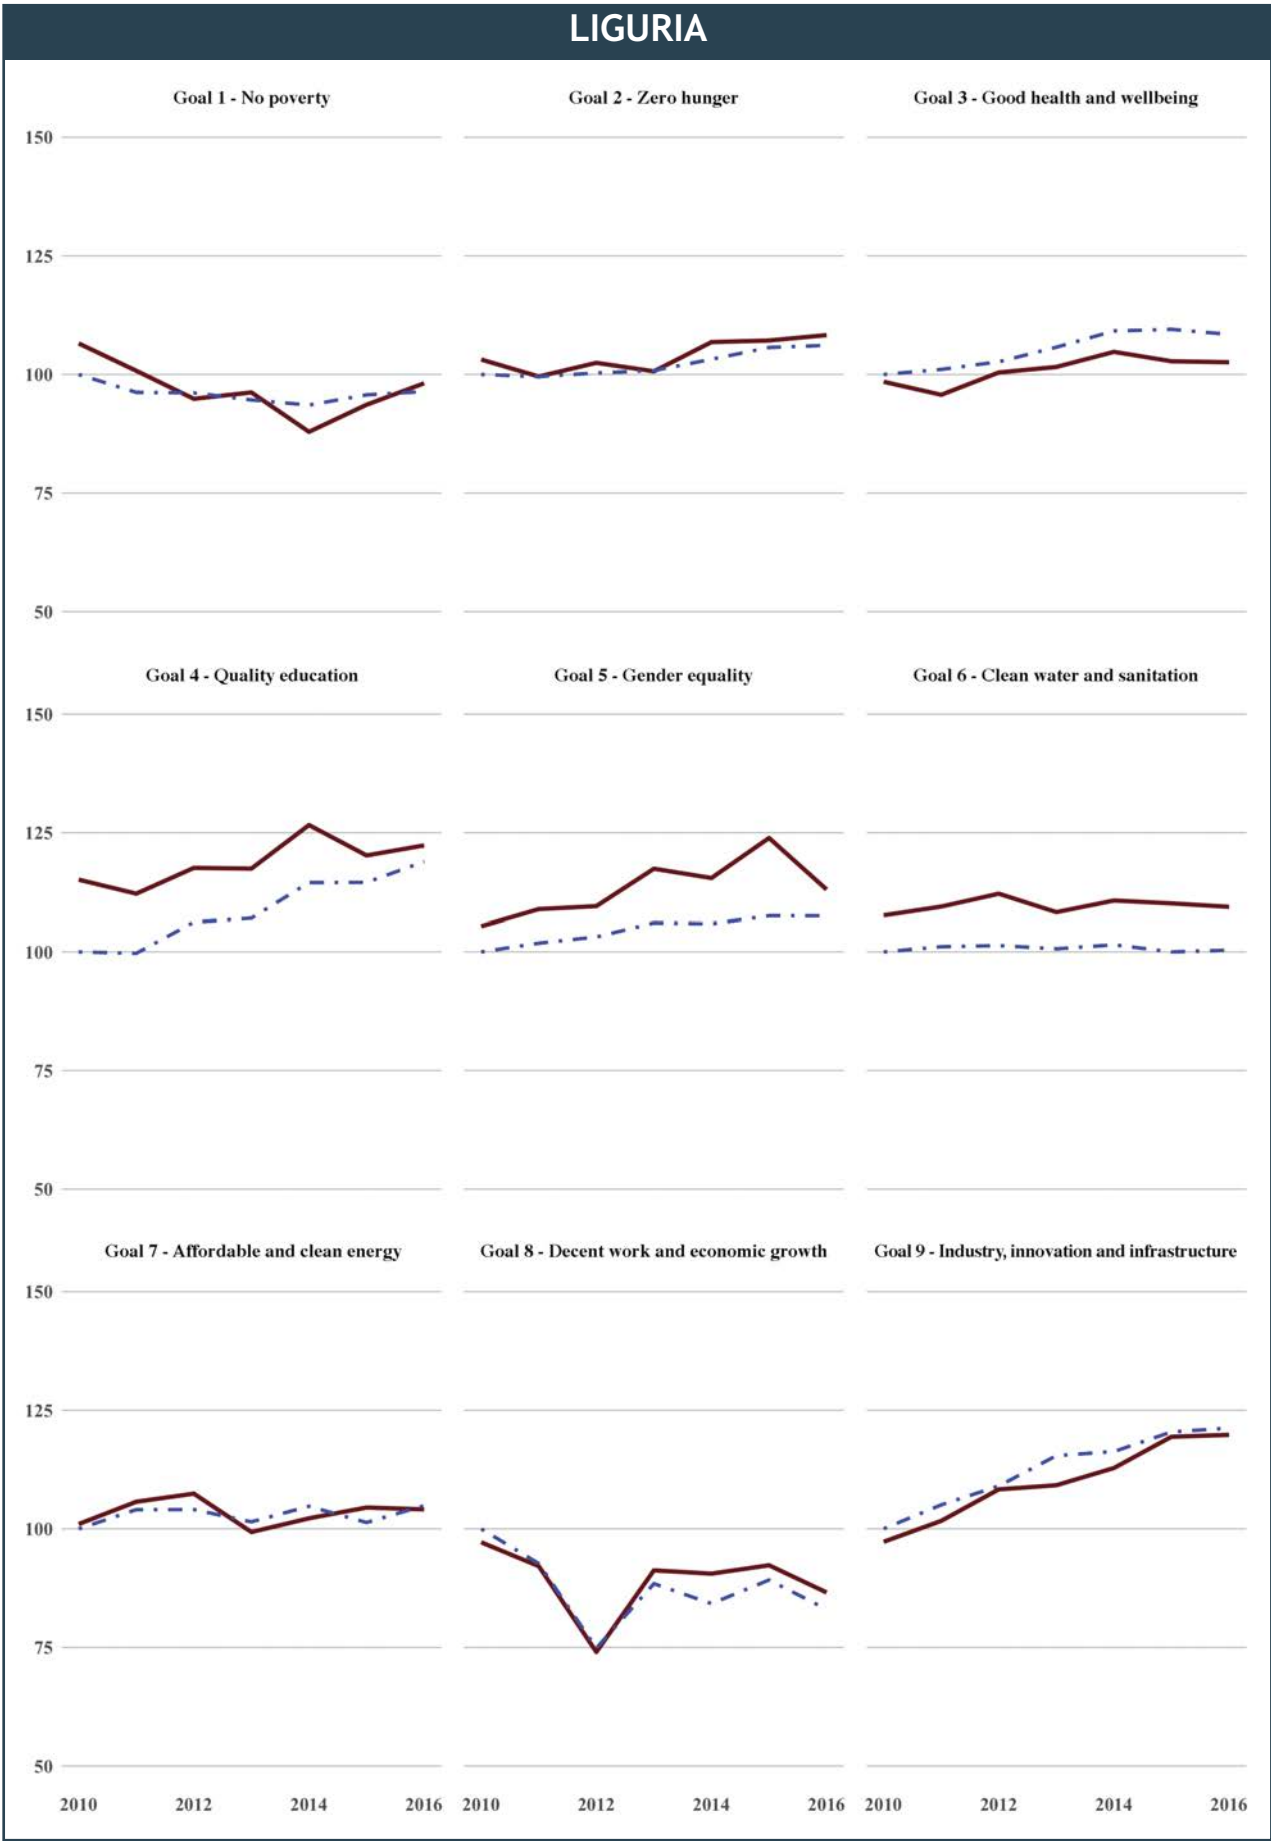 LIGURIA
Goal 1 - No poverty
Goal 2 - Zero hunger
Goal 3 - Good health and wellbeing
150
125
100
75
50
Goal 4 - Quality education
Goal 5 - Gender equality
Goal 6 - Clean water and sanitation
150
125
100
75
50
Goal 7 - Affordable and clean energy
Goal 8 - Decent work and economic growth
Goal 9 - Industry, innovation and infrastructure
150
125
100
75
50
2010 2012 2014 2016 2010 2012 2014 2016 2010 2012 2014 2016